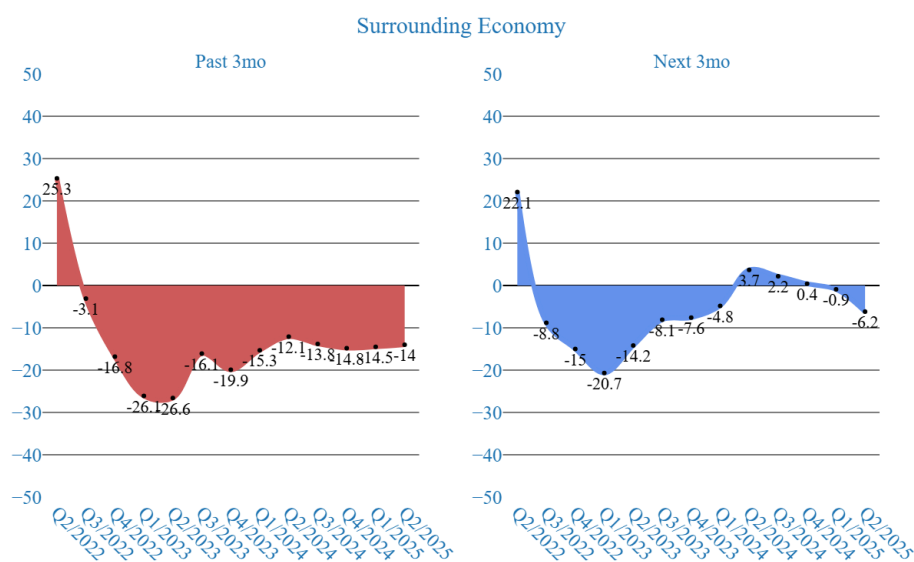 Surrounding Economy
Past 3mo
50
40
30
20
10
0
−10
−20
−30
−40
−50
25.3
-3.1
-16.8
-26.1
-26.6
-16.1
-19.9
-15.3
-12.1
-13.8
-14.8
-14.5
-14
Q2/2022
Q3/2022
Q4/2022
Q1/2023
Q2/2023
Q3/2023
Q4/2023
Q1/2024
Q2/2024
Q3/2024
Q4/2024
Q1/2025
Q2/2025
Next 3mo
50
40
30
20
10
0
−10
−20
−30
−40
−50
22.1
-8.8
-15
-20.7
-14.2
-8.1
-7.6
-4.8
3.7
2.2
0.4
-0.9
-6.2
Q2/2022
Q3/2022
Q4/2022
Q1/2023
Q2/2023
Q3/2023
Q4/2023
Q1/2024
Q2/2024
Q3/2024
Q4/2024
Q1/2025
Q2/2025